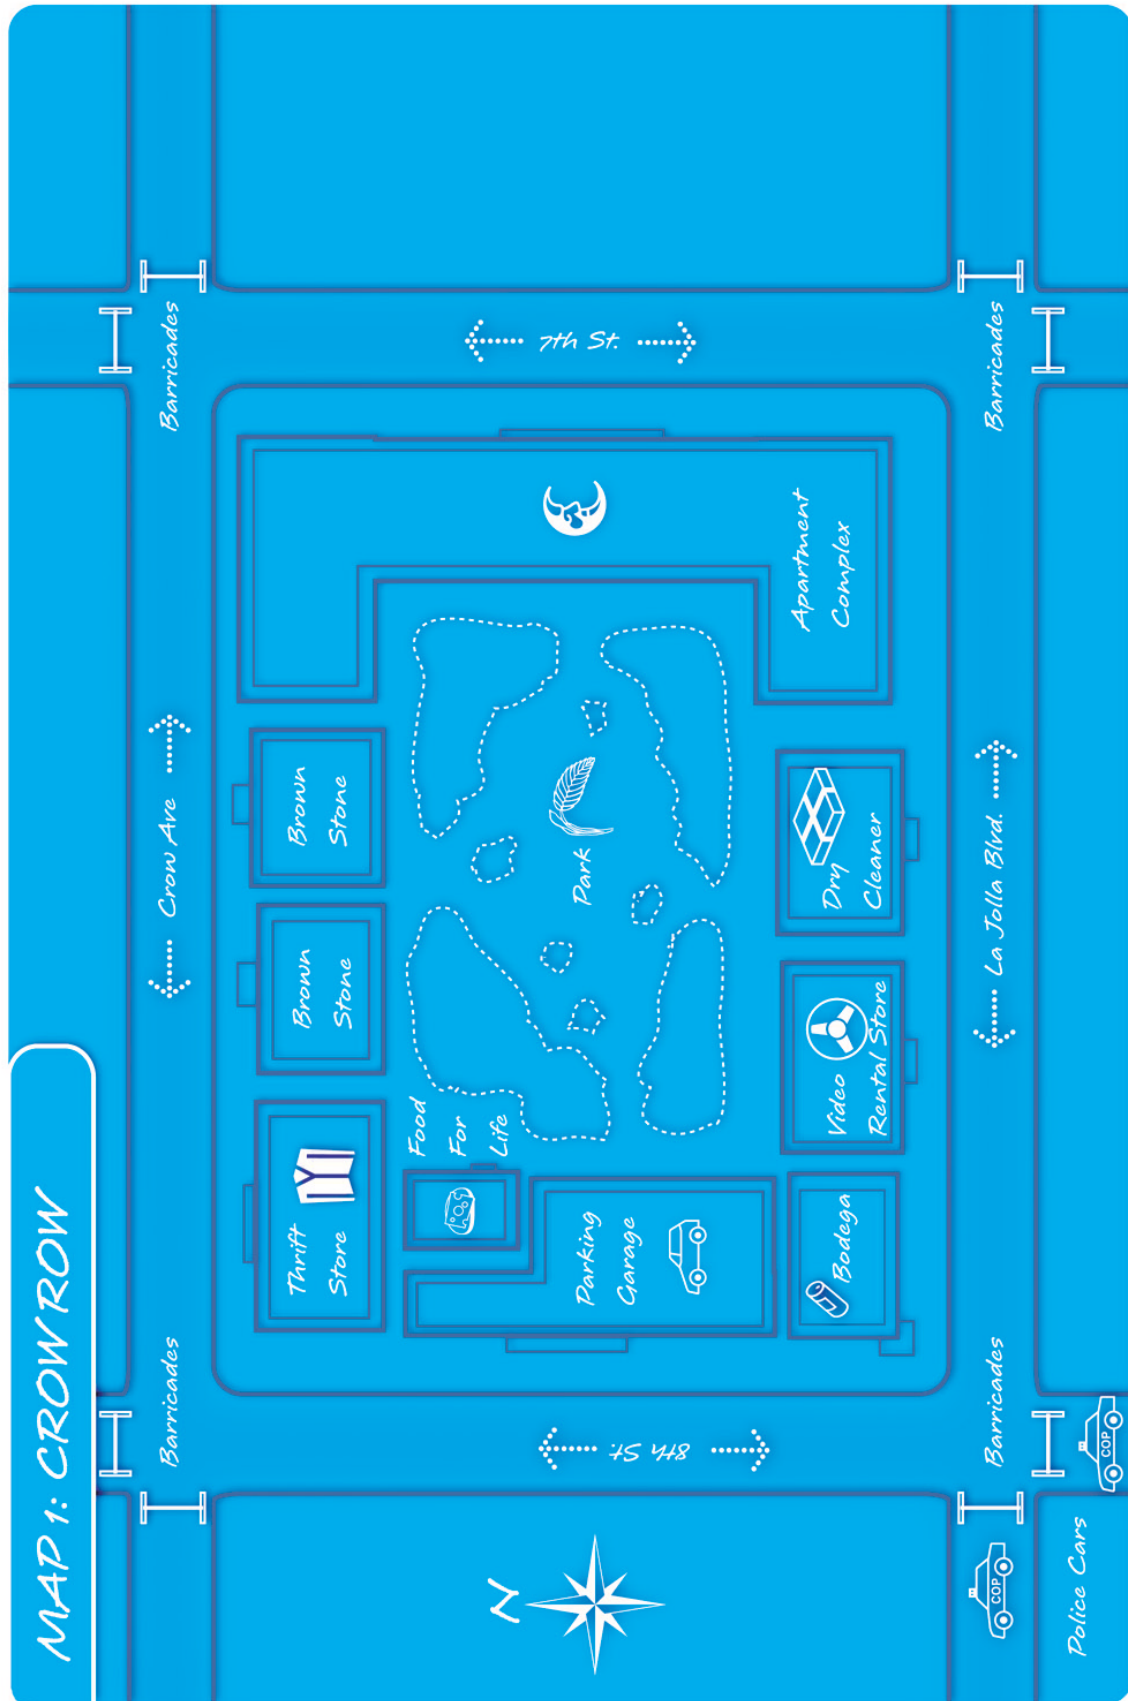 MAP 1: CROW ROW
Barricades
Crow Ave
Barricades
Thrift
Store
Brown
Stone
Brown
Stone
Food
For
Life
N
8th St.
Parking
Garage
Park
7th St.
Apartment
Complex
Bodega
Video
Rental Store
Dry
Cleaner
Barricades
La Jolla Blvd.
Barricades
COP
COP
Police Cars